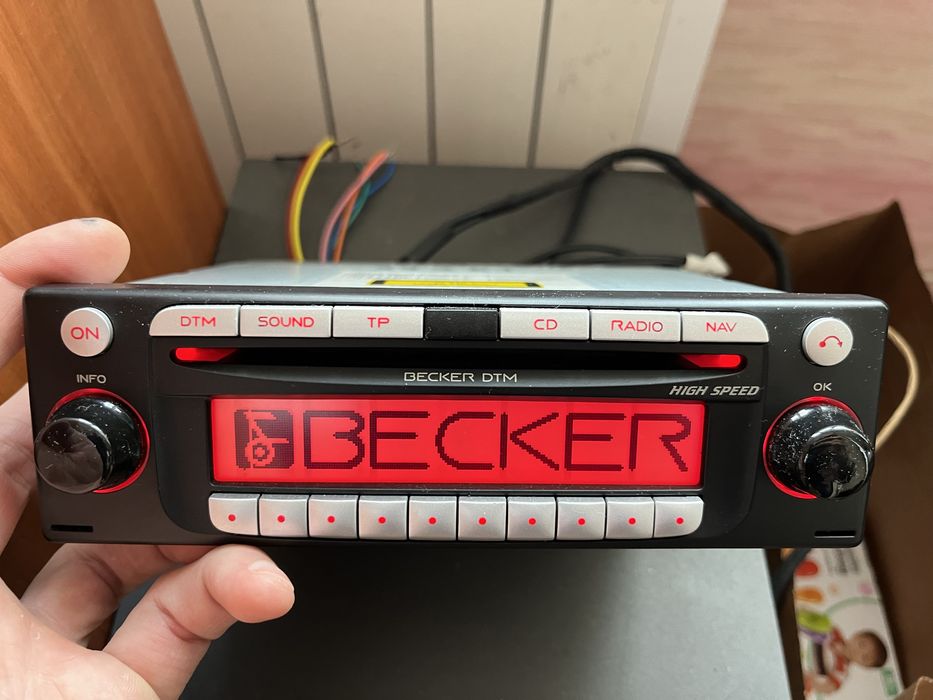 ON
DTM
SOUND
TP
CD
RADIO
NAV
INFO
BECKER DTM
HIGH SPEED
OK
BECKER